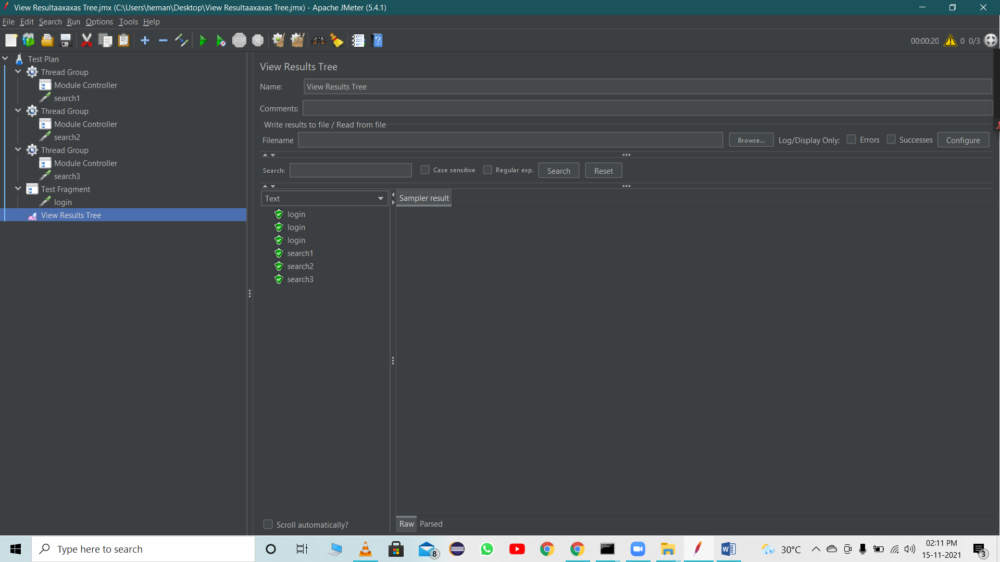 View Resultaaxaxas Tree.jmx (C:\Users\heman\Desktop\View Resultaaxaxas Tree.jmx) - Apache JMeter (5.4.1)
File Edit Search Run Options Tools Help
STOP
00:00:20 0 0/3
Test Plan
Thread Group
Module Controller
search1
Thread Group
Module Controller
search2
Thread Group
Module Controller
search3
Test Fragment
login
View Results Tree
View Results Tree
Name: View Results Tree
Comments:
Write results to file / Read from file
Filename Browse... Log/Display Only: Errors Successes Configure
Search: Case sensitive Regular exp. Search Reset
Text
login
login
login
search1
search2
search3
Scroll automatically?
Sampler result
Raw Parsed
Type here to search
8
30°C
02:11 PM
15-11-2021
3